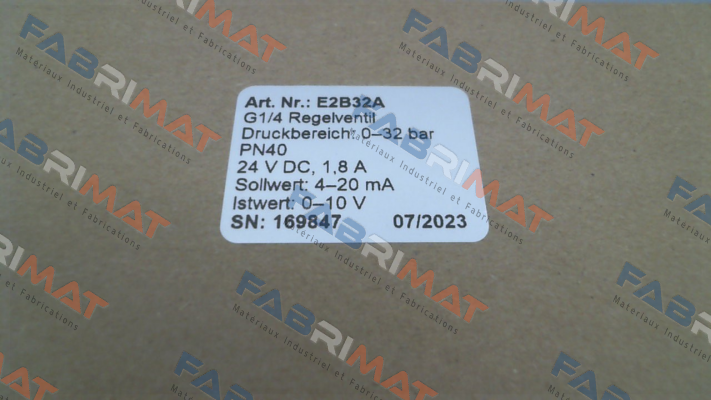 Art. Nr.: E2B32A
G1/4 Regelventil
Druckbereich: 0–32 bar
PN40
24 V DC, 1,8 A
Sollwert: 4–20 mA
Istwert: 0–10 V
SN: 169847 07/2023
FABRIMAT
Matériaux Industriel et Fabrications